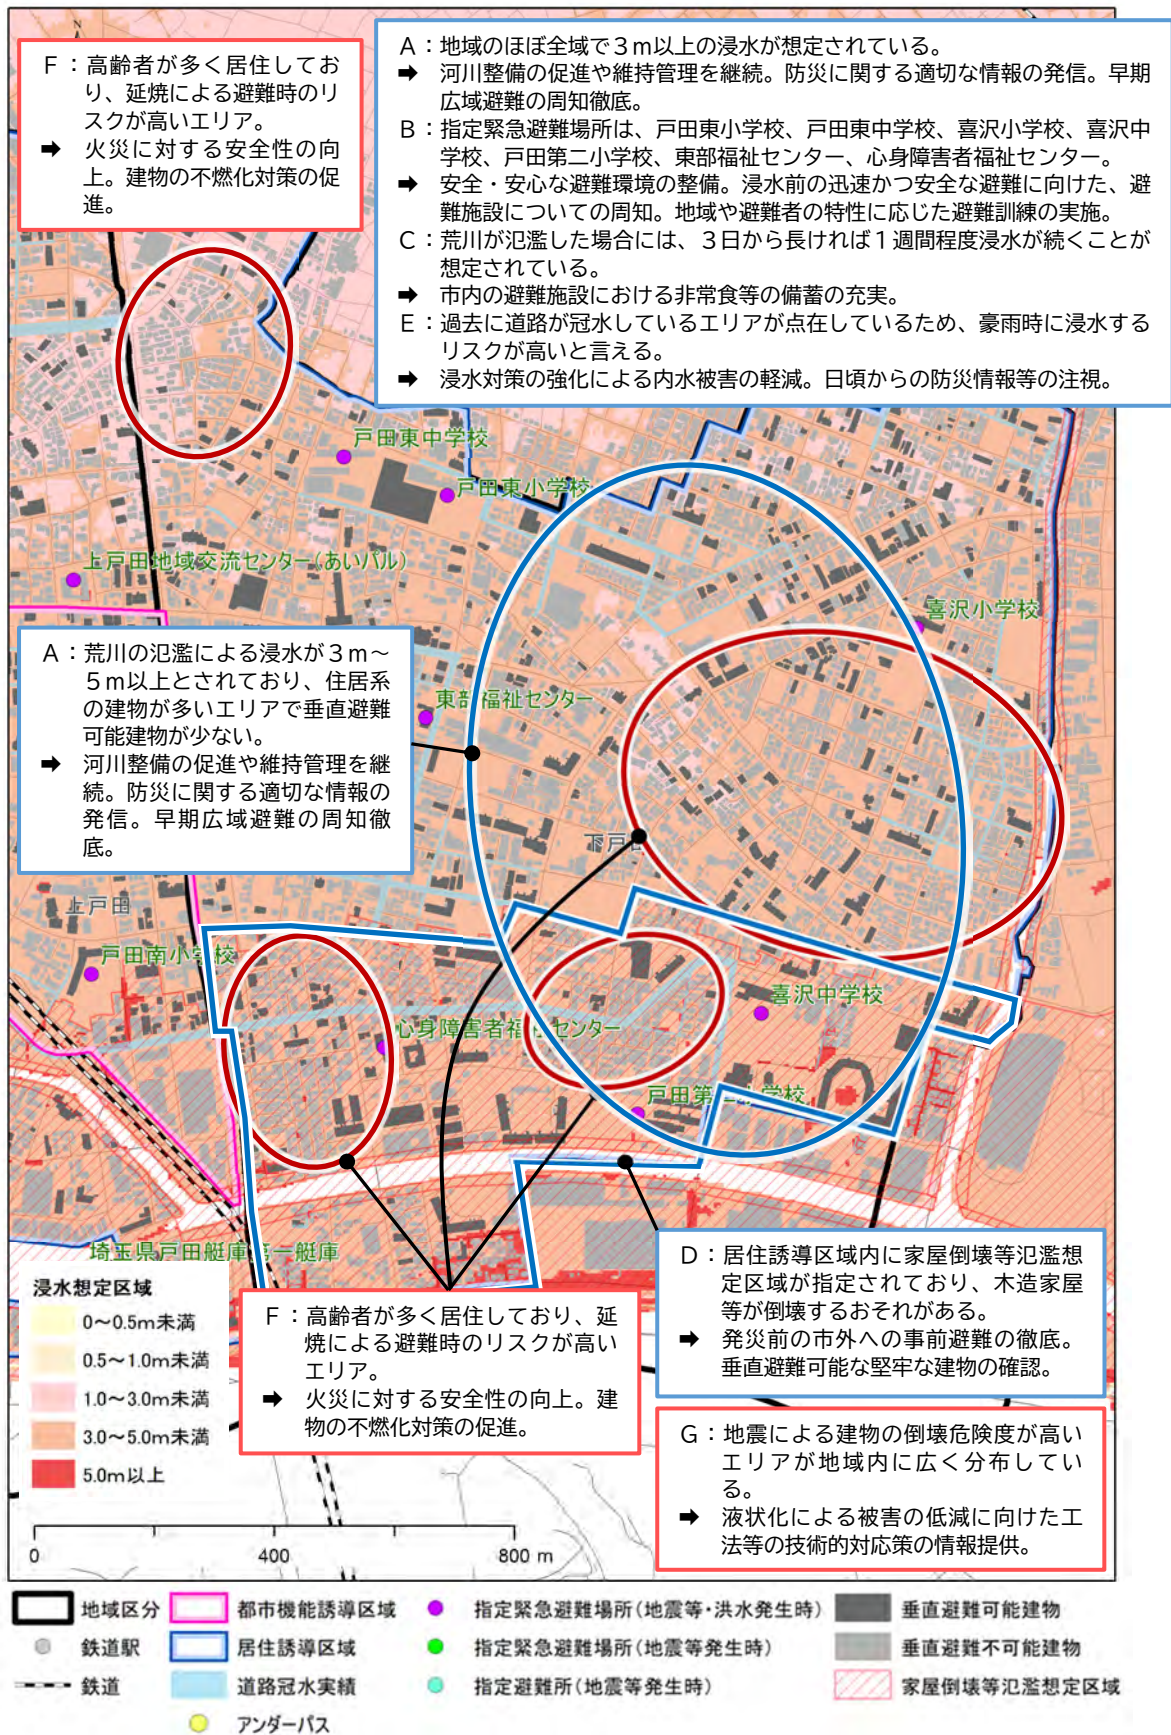 N
F：高齢者が多く居住してお
り、延焼による避難時のリ
スクが高いエリア。
➡ 火災に対する安全性の向
上。建物の不燃化対策の促
進。
A：地域のほぼ全域で３ｍ以上の浸水が想定されている。
➡ 河川整備の促進や維持管理を継続。防災に関する適切な情報の発信。早期
広域避難の周知徹底。
B：指定緊急避難場所は、戸田東小学校、戸田東中学校、喜沢小学校、喜沢中
学校、戸田第二小学校、東部福祉センター、心身障害者福祉センター。
➡ 安全・安心な避難環境の整備。浸水前の迅速かつ安全な避難に向けた、避
難施設についての周知。地域や避難者の特性に応じた避難訓練の実施。
C：荒川が氾濫した場合には、３日から長ければ１週間程度浸水が続くことが
想定されている。
➡ 市内の避難施設における非常食等の備蓄の充実。
E：過去に道路が冠水しているエリアが点在しているため、豪雨時に浸水する
リスクが高いと言える。
➡ 浸水対策の強化による内水被害の軽減。日頃からの防災情報等の注視。
戸田東中学校
戸田東小学校
上戸田地域交流センター(あいパル)
喜沢小学校
A：荒川の氾濫による浸水が３ｍ～
５ｍ以上とされており、住居系
の建物が多いエリアで垂直避難
可能建物が少ない。
➡ 河川整備の促進や維持管理を継
続。防災に関する適切な情報の
発信。早期広域避難の周知徹
底。
東部福祉センター
下戸田
上戸田
戸田南小学校
喜沢中学校
心身障害者福祉センター
戸田第二小学校
埼玉県戸田艇庫第一艇庫
D：居住誘導区域内に家屋倒壊等氾濫想
定区域が指定されており、木造家屋
等が倒壊するおそれがある。
➡ 発災前の市外への事前避難の徹底。
垂直避難可能な堅牢な建物の確認。
F：高齢者が多く居住しており、延
焼による避難時のリスクが高い
エリア。
➡ 火災に対する安全性の向上。建
物の不燃化対策の促進。
G：地震による建物の倒壊危険度が高い
エリアが地域内に広く分布してい
る。
➡ 液状化による被害の低減に向けた工
法等の技術的対応策の情報提供。
浸水想定区域
0～0.5m未満
0.5～1.0m未満
1.0～3.0m未満
3.0～5.0m未満
5.0m以上
0 400 800 m
地域区分 都市機能誘導区域 指定緊急避難場所(地震等・洪水発生時) 垂直避難可能建物
鉄道駅 居住誘導区域 指定緊急避難場所(地震等発生時) 垂直避難不可能建物
鉄道 道路冠水実績 指定避難所(地震等発生時) 家屋倒壊等氾濫想定区域
アンダーパス